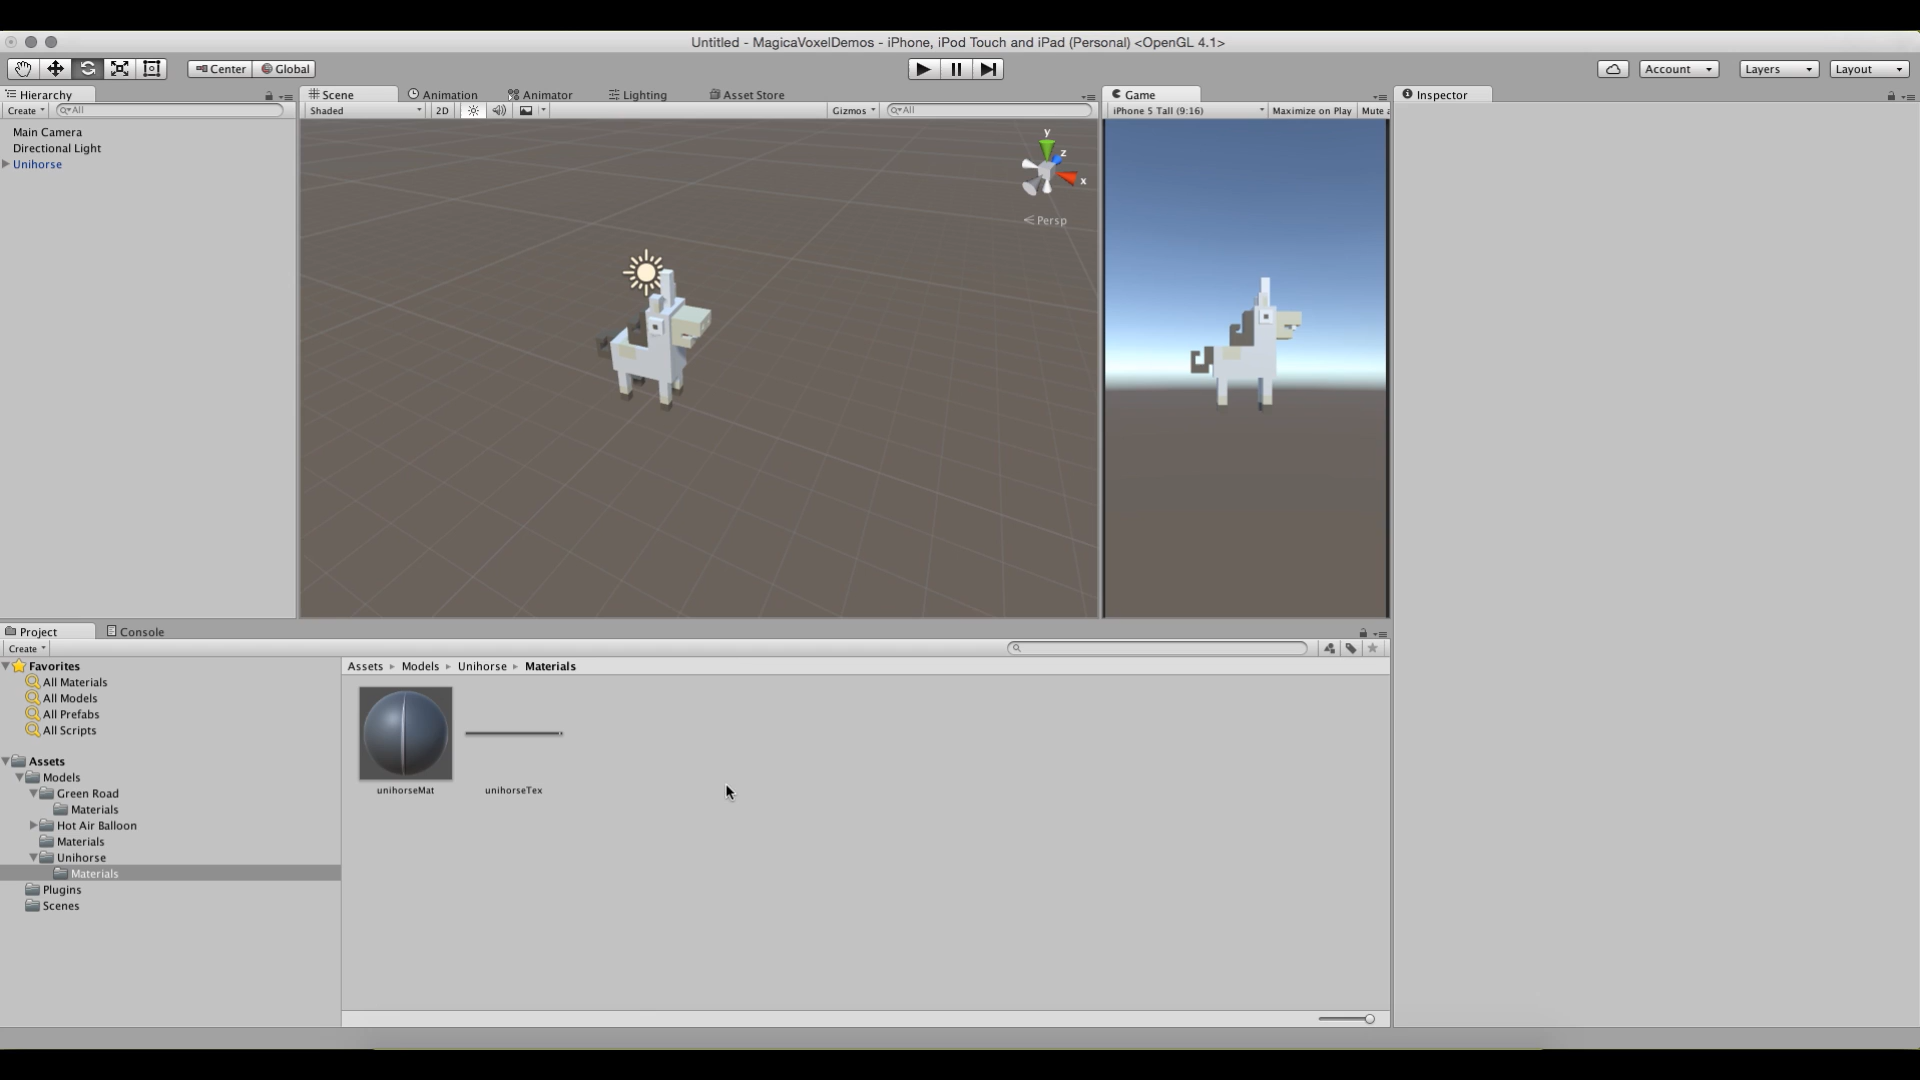 Untitled - MagicaVoxelDemos - iPhone, iPod Touch and iPad (Personal) <OpenGL 4.1>
Center Global
Account Layers Layout
Hierarchy
Create All
Main Camera
Directional Light
Unihorse
Scene Animation Animator Lighting Asset Store
Shaded 2D Gizmos All
y
z
x
Persp
Game
iPhone 5 Tall (9:16) Maximize on Play Mute a
Inspector
Project Console
Create
Favorites
All Materials
All Models
All Prefabs
All Scripts
Assets
Models
Green Road
Materials
Hot Air Balloon
Materials
Unihorse
Materials
Plugins
Scenes
Assets Models Unihorse Materials
unihorseMat unihorseTex